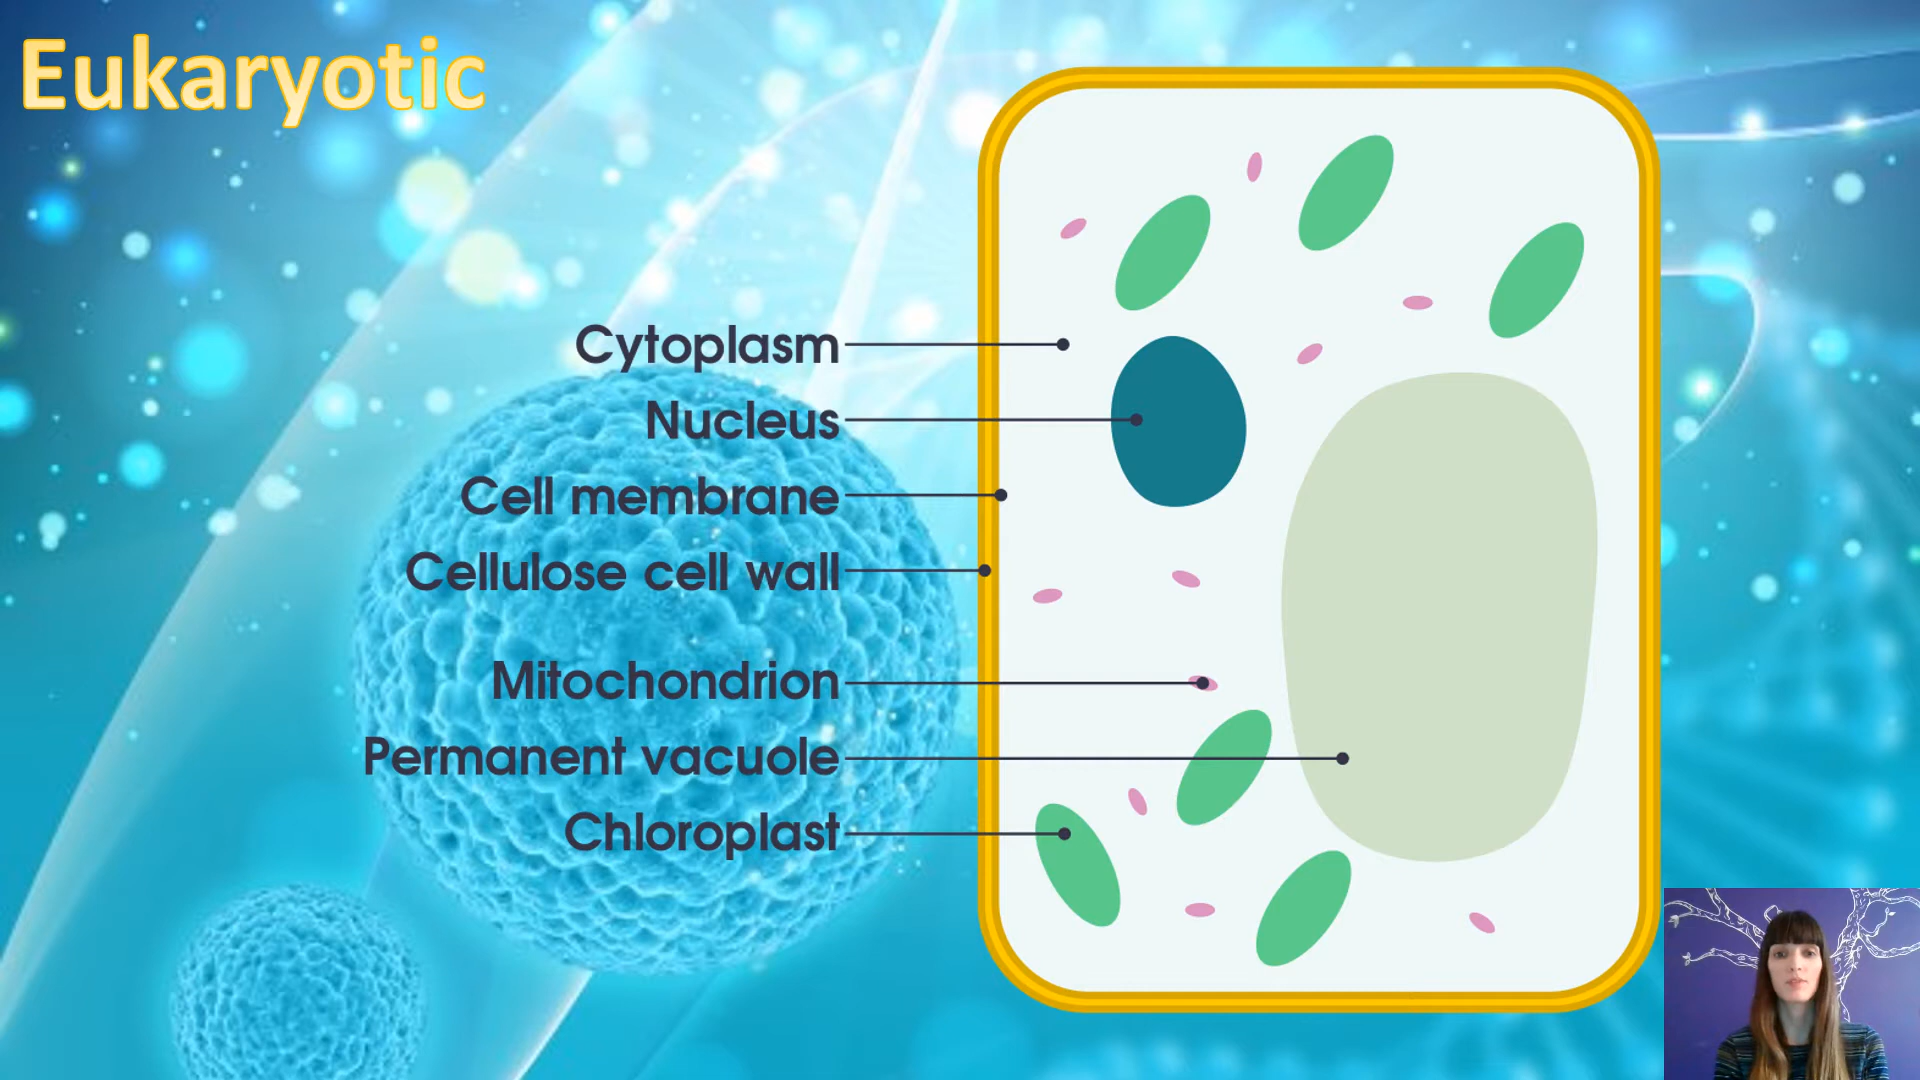 Eukaryotic
Cytoplasm
Nucleus
Cell membrane
Cellulose cell wall
Mitochondrion
Permanent vacuole
Chloroplast